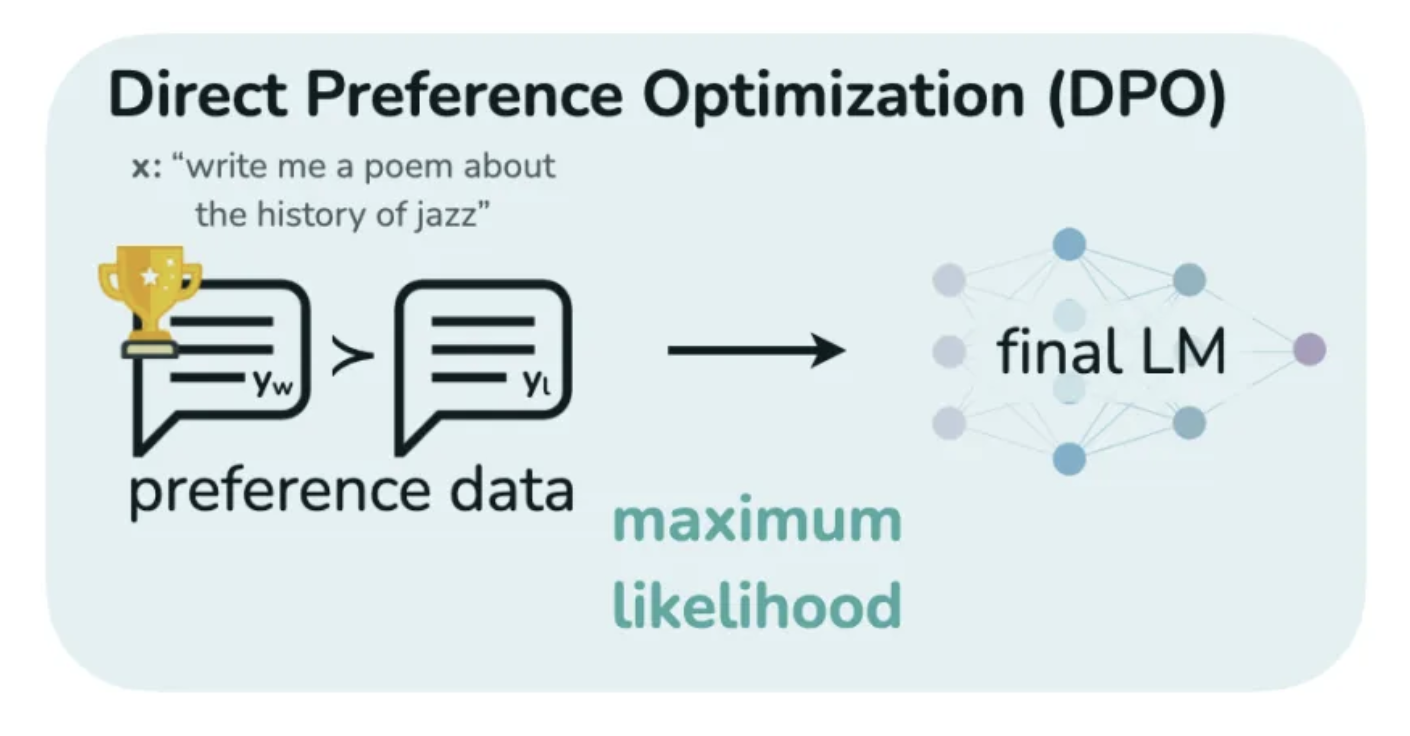 Direct Preference Optimization (DPO)
x: “write me a poem about
the history of jazz”
yw ≻ yl
preference data
maximum
likelihood
final LM